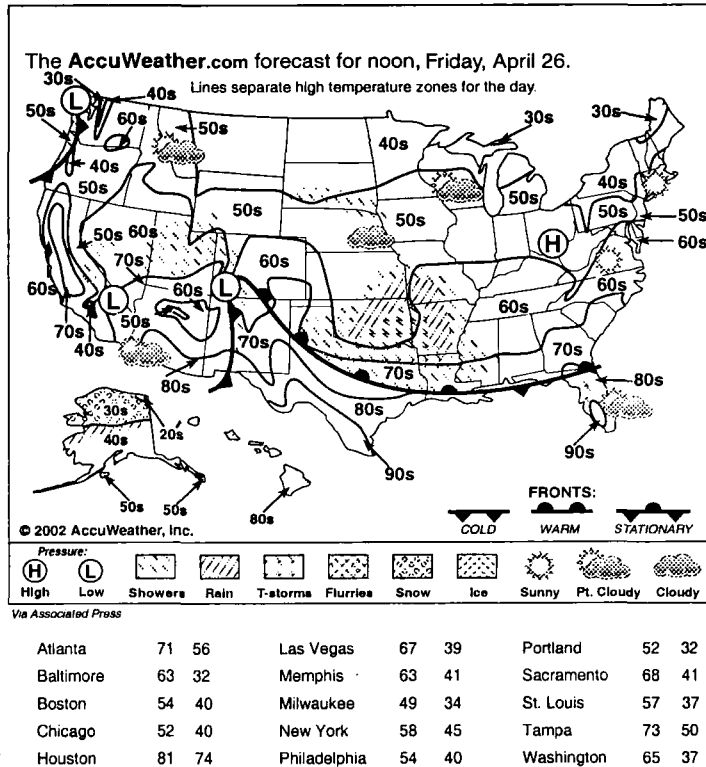 The AccuWeather.com forecast for noon, Friday, April 26.
Lines separate high temperature zones for the day.
30s
40s
L
50s
60s
50s
40s
50s
40s
30s
30s
40s
50s
50s
50s
60s
H
50s
50s
50s
60s
70s
60s
60s
L
60s
60s
60s
L
50s
70s
40s
80s
70s
70s
70s
80s
80s
90s
90s
30s
20s
40s
50s
50s
80s
FRONTS:
COLD WARM STATIONARY
© 2002 AccuWeather, Inc.
Pressure:
H L
High Low Showers Rain T-storms Flurries Snow Ice Sunny Pt. Cloudy Cloudy
Via Associated Press
Atlanta 71 56 Las Vegas 67 39 Portland 52 32
Baltimore 63 32 Memphis 63 41 Sacramento 68 41
Boston 54 40 Milwaukee 49 34 St. Louis 57 37
Chicago 52 40 New York 58 45 Tampa 73 50
Houston 81 74 Philadelphia 54 40 Washington 65 37